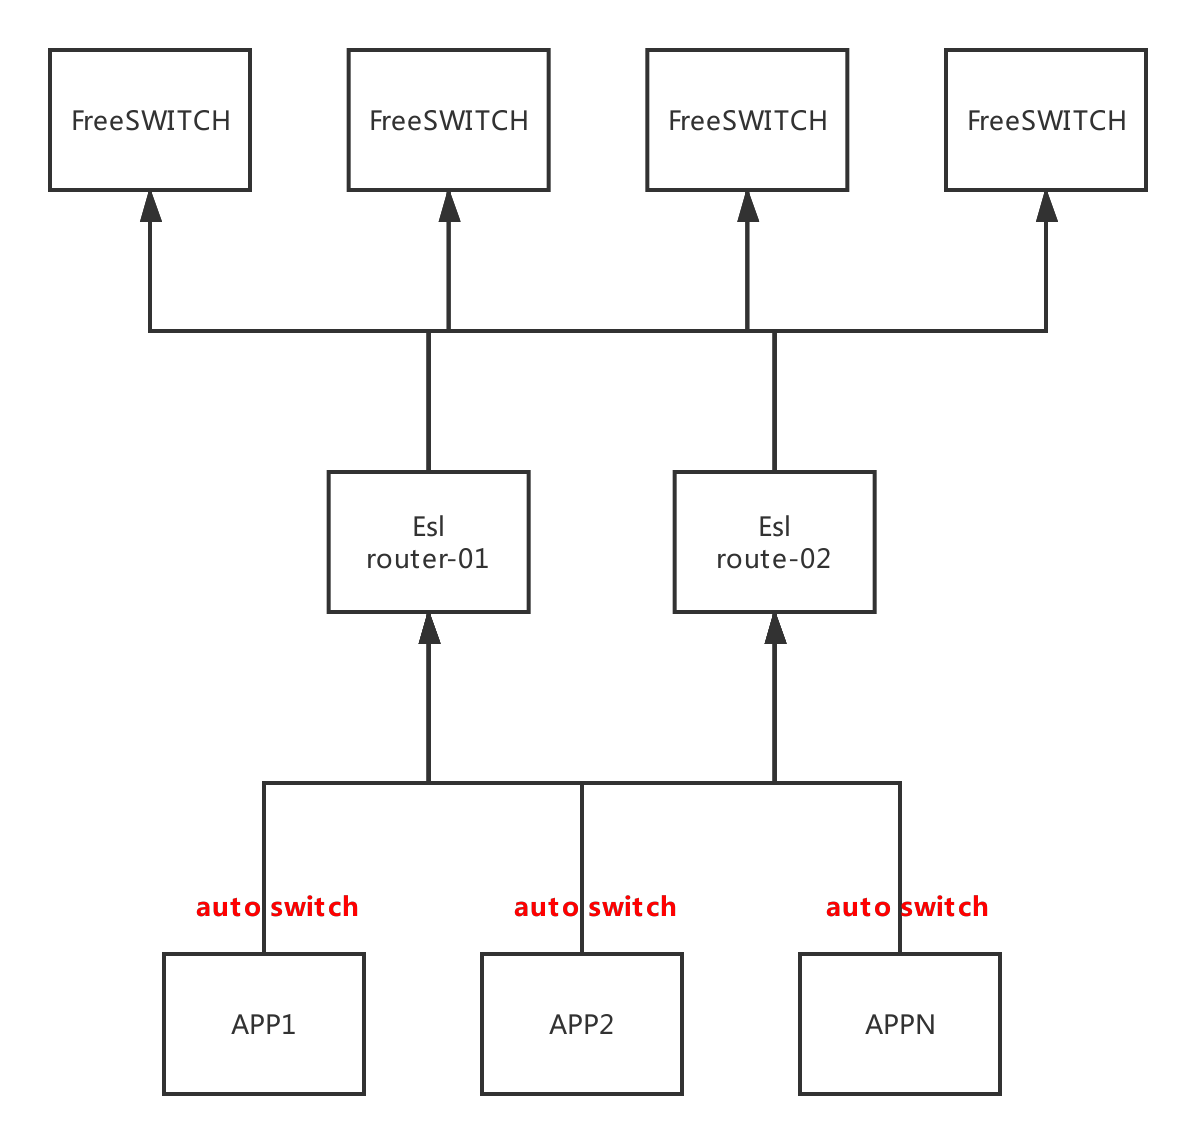 FreeSWITCH
FreeSWITCH
FreeSWITCH
FreeSWITCH
Esl
router-01
Esl
route-02
auto switch
auto switch
auto switch
APP1
APP2
APPN